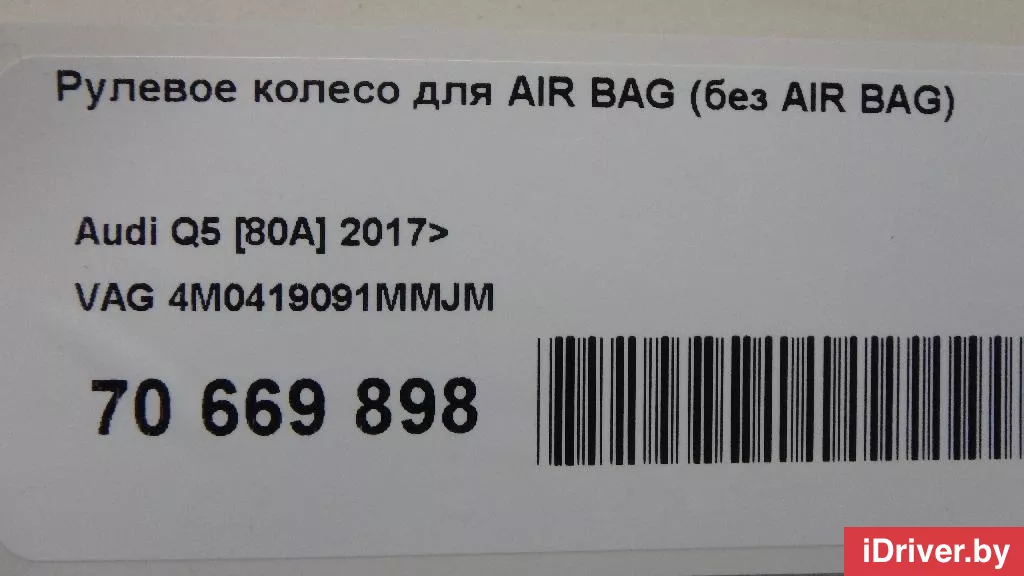 Рулевое колесо для AIR BAG (без AIR BAG)
Audi Q5 [80A] 2017>
VAG 4M0419091MMJM
70 669 898
iDriver.by